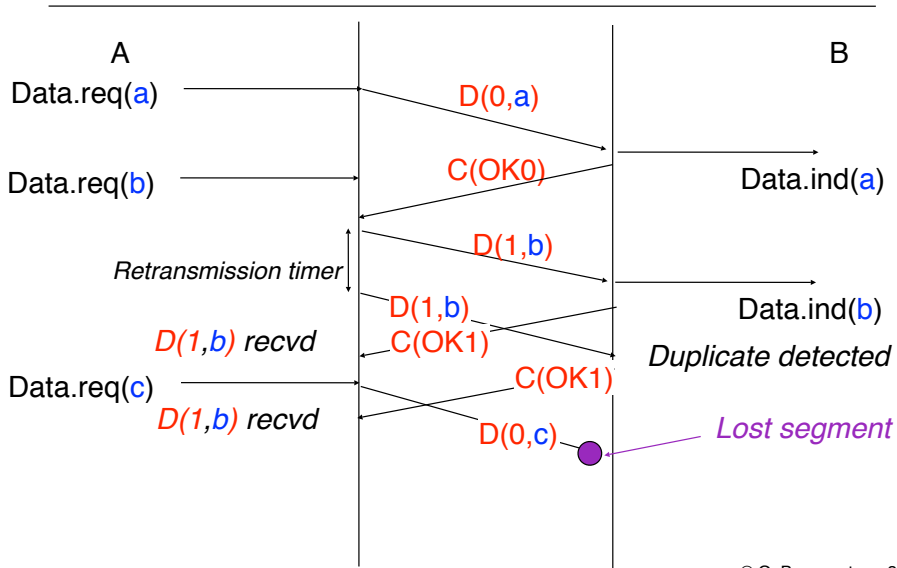 A
B
Data.req(a)
D(0,a)
C(OK0)
Data.ind(a)
Data.req(b)
D(1,b)
Retransmission timer
D(1,b)
Data.ind(b)
D(1,b) recvd
C(OK1)
Duplicate detected
Data.req(c)
C(OK1)
D(1,b) recvd
D(0,c)
Lost segment